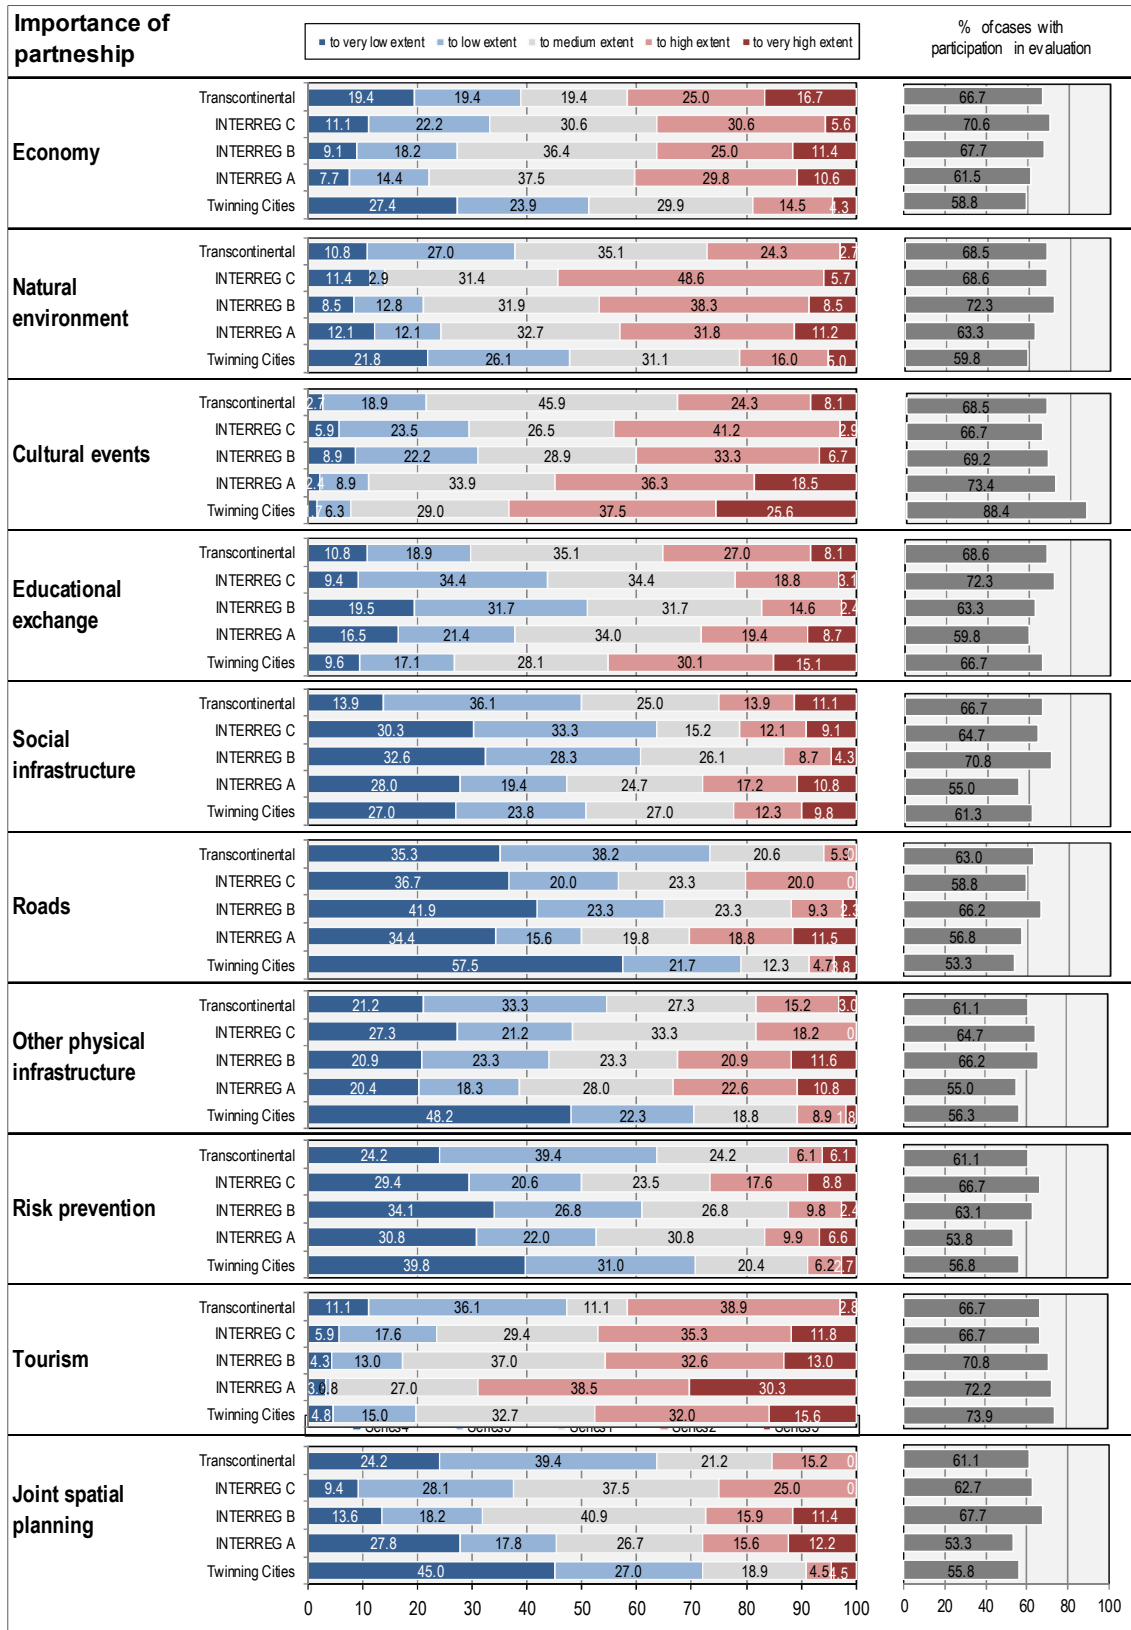 Importance of
partneship
to very low extent to low extent to medium extent to high extent to very high extent
% of cases with
participation in evaluation
Economy
Transcontinental 19.4 19.4 19.4 25.0 16.7 66.7
INTERREG C 11.1 22.2 30.6 30.6 5.6 70.6
INTERREG B 9.1 18.2 36.4 25.0 11.4 67.7
INTERREG A 7.7 14.4 37.5 29.8 10.6 61.5
Twinning Cities 27.4 23.9 29.9 14.5 4.3 58.8
Natural
environment
Transcontinental 10.8 27.0 35.1 24.3 2.7 68.5
INTERREG C 11.4 2.9 31.4 48.6 5.7 68.6
INTERREG B 8.5 12.8 31.9 38.3 8.5 72.3
INTERREG A 12.1 12.1 32.7 31.8 11.2 63.3
Twinning Cities 21.8 26.1 31.1 16.0 5.0 59.8
Cultural events
Transcontinental 2.7 18.9 45.9 24.3 8.1 68.5
INTERREG C 5.9 23.5 26.5 41.2 2.9 66.7
INTERREG B 8.9 22.2 28.9 33.3 6.7 69.2
INTERREG A 2.4 8.9 33.9 36.3 18.5 73.4
Twinning Cities 1.7 6.3 29.0 37.5 25.6 88.4
Educational
exchange
Transcontinental 10.8 18.9 35.1 27.0 8.1 68.6
INTERREG C 9.4 34.4 34.4 18.8 3.1 72.3
INTERREG B 19.5 31.7 31.7 14.6 2.4 63.3
INTERREG A 16.5 21.4 34.0 19.4 8.7 59.8
Twinning Cities 9.6 17.1 28.1 30.1 15.1 66.7
Social
infrastructure
Transcontinental 13.9 36.1 25.0 13.9 11.1 66.7
INTERREG C 30.3 33.3 15.2 12.1 9.1 64.7
INTERREG B 32.6 28.3 26.1 8.7 4.3 70.8
INTERREG A 28.0 19.4 24.7 17.2 10.8 55.0
Twinning Cities 27.0 23.8 27.0 12.3 9.8 61.3
Roads
Transcontinental 35.3 38.2 20.6 5.9 0 63.0
INTERREG C 36.7 20.0 23.3 20.0 0 58.8
INTERREG B 41.9 23.3 23.3 9.3 2.3 66.2
INTERREG A 34.4 15.6 19.8 18.8 11.5 56.8
Twinning Cities 57.5 21.7 12.3 4.7 3.8 53.3
Other physical
infrastructure
Transcontinental 21.2 33.3 27.3 15.2 3.0 61.1
INTERREG C 27.3 21.2 33.3 18.2 0 64.7
INTERREG B 20.9 23.3 23.3 20.9 11.6 66.2
INTERREG A 20.4 18.3 28.0 22.6 10.8 55.0
Twinning Cities 48.2 22.3 18.8 8.9 1.8 56.3
Risk prevention
Transcontinental 24.2 39.4 24.2 6.1 6.1 61.1
INTERREG C 29.4 20.6 23.5 17.6 8.8 66.7
INTERREG B 34.1 26.8 26.8 9.8 2.4 63.1
INTERREG A 30.8 22.0 30.8 9.9 6.6 53.8
Twinning Cities 39.8 31.0 20.4 6.2 2.7 56.8
Tourism
Transcontinental 11.1 36.1 11.1 38.9 2.8 66.7
INTERREG C 5.9 17.6 29.4 35.3 11.8 66.7
INTERREG B 4.3 13.0 37.0 32.6 13.0 70.8
INTERREG A 27.0 38.5 30.3 72.2
Twinning Cities 4.8 15.0 32.7 32.0 15.6 73.9
Joint spatial
planning
Transcontinental 24.2 39.4 21.2 15.2 0 61.1
INTERREG C 9.4 28.1 37.5 25.0 0 62.7
INTERREG B 13.6 18.2 40.9 15.9 11.4 67.7
INTERREG A 27.8 17.8 26.7 15.6 12.2 53.3
Twinning Cities 45.0 27.0 18.9 4.5 4.5 55.8
0 10 20 30 40 50 60 70 80 90 100 0 20 40 60 80 100